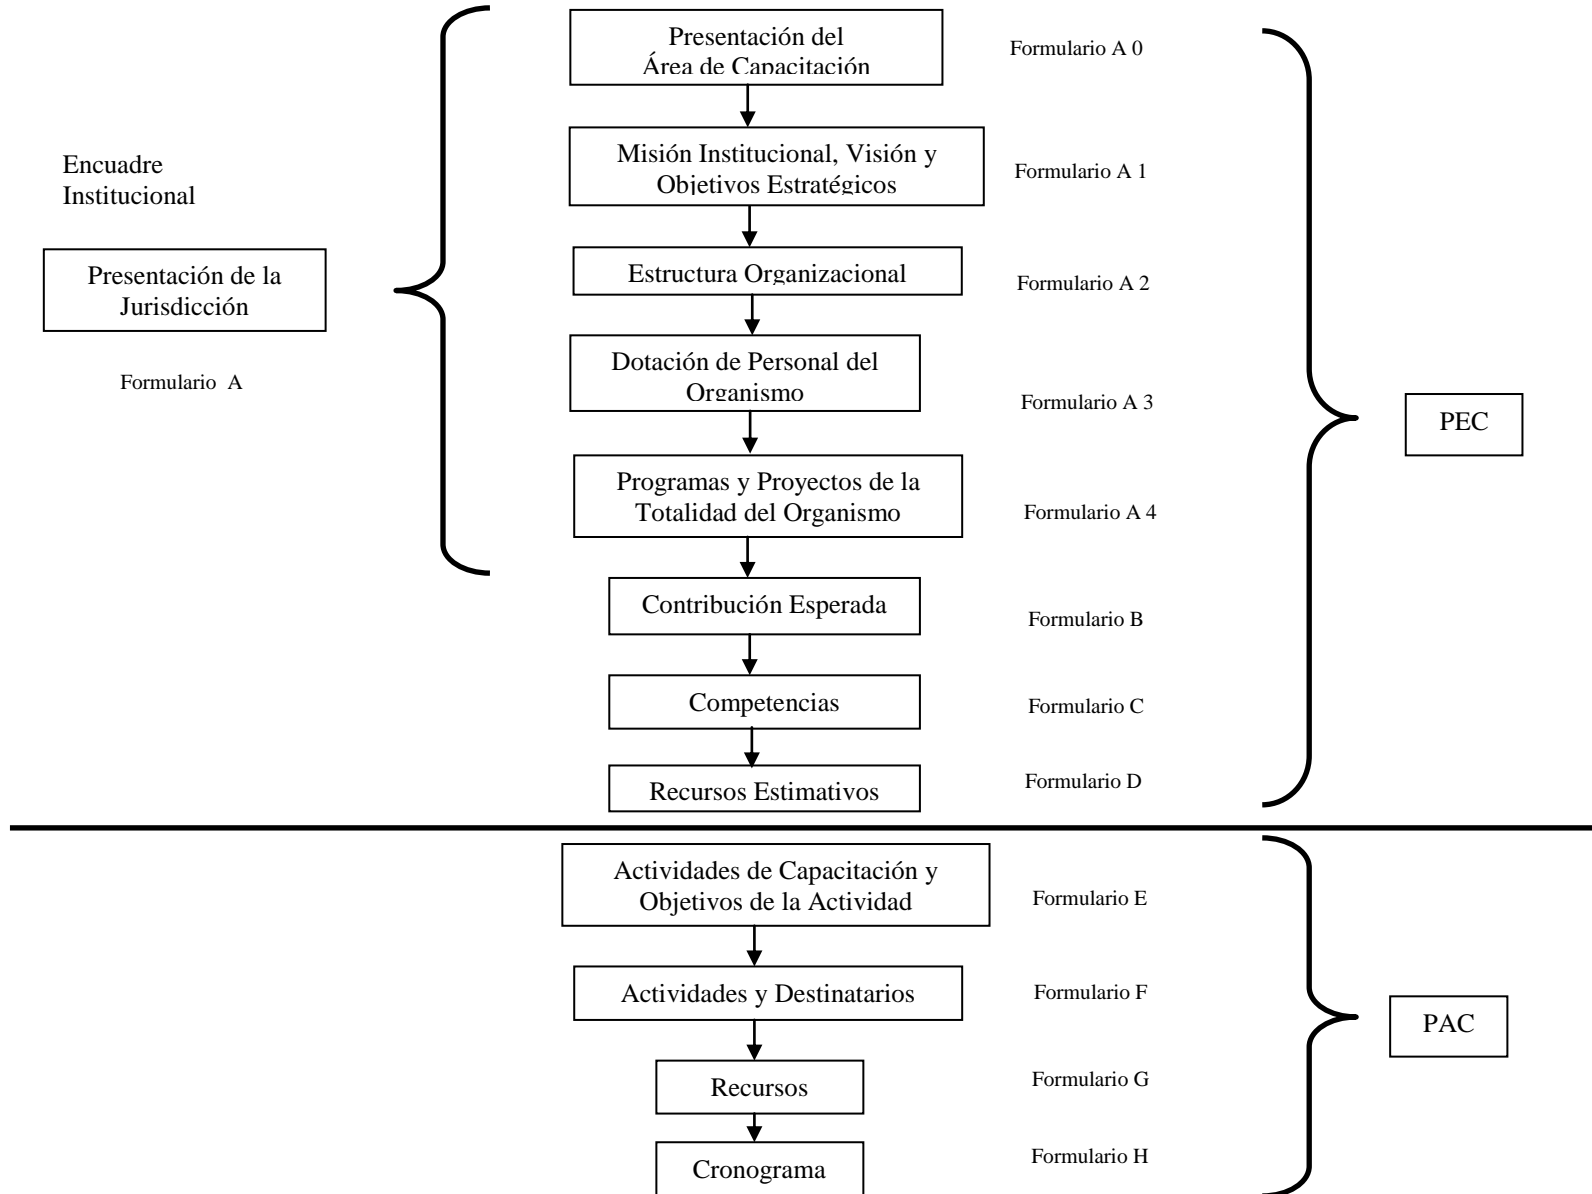 Presentación del
Área de Capacitación
Formulario A 0
Encuadre
Institucional
Misión Institucional, Visión y
Objetivos Estratégicos
Formulario A 1
Presentación de la
Jurisdicción
Formulario A
Estructura Organizacional
Formulario A 2
Dotación de Personal del
Organismo
Formulario A 3
PEC
Programas y Proyectos de la
Totalidad del Organismo
Formulario A 4
Contribución Esperada
Formulario B
Competencias
Formulario C
Recursos Estimativos
Formulario D
Actividades de Capacitación y
Objetivos de la Actividad
Formulario E
Actividades y Destinatarios
Formulario F
PAC
Recursos
Formulario G
Cronograma
Formulario H